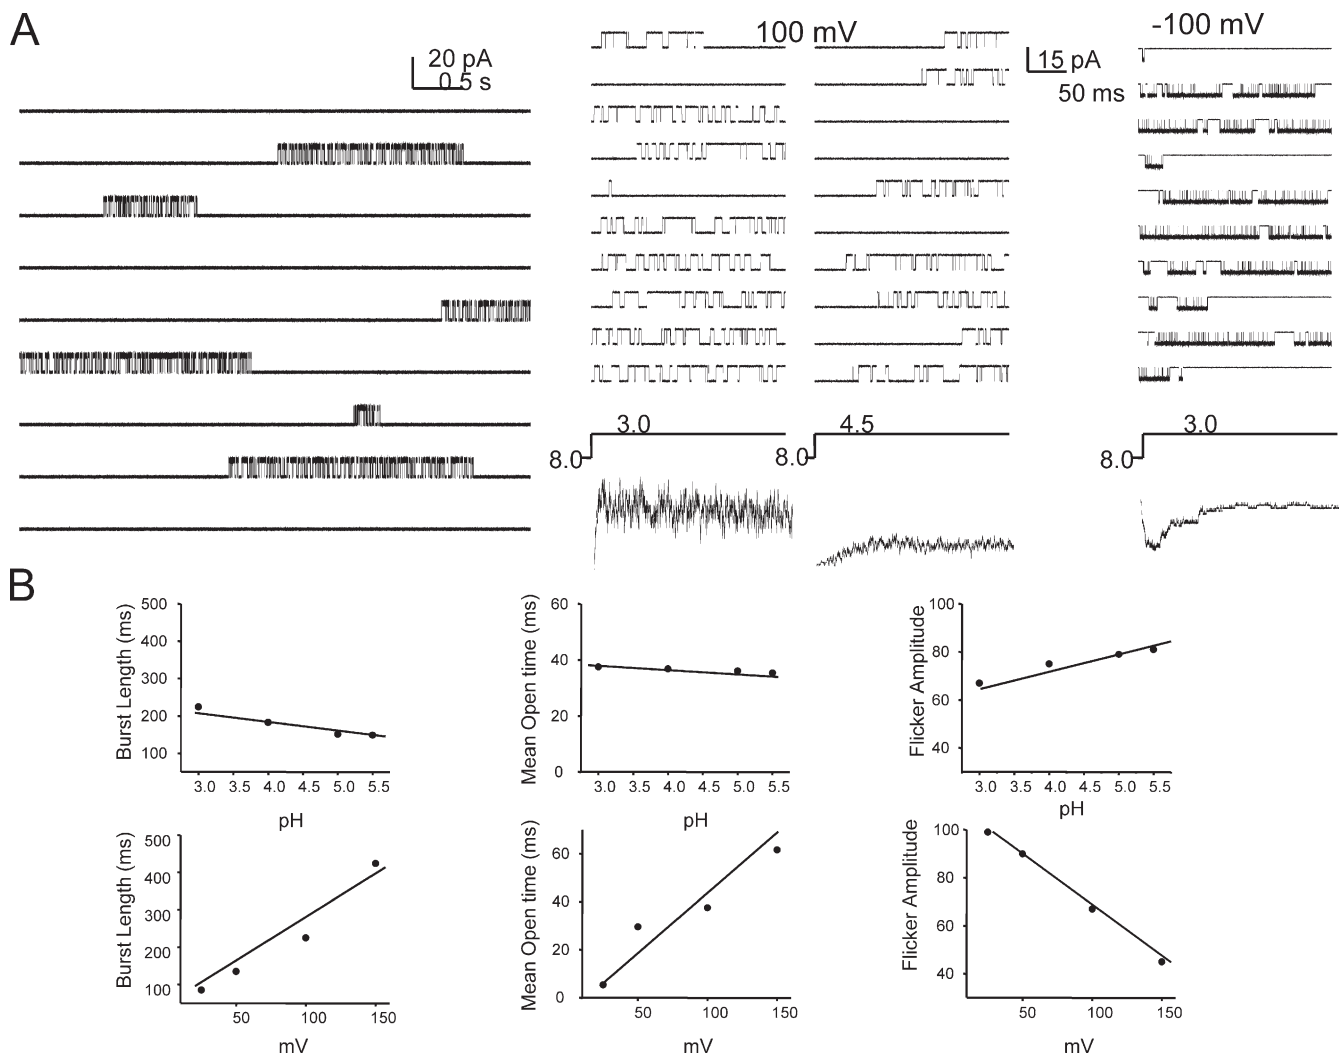 A
100 mV
-100 mV
20 pA
0.5 s
15 pA
50 ms
3.0
4.5
3.0
8.0
8.0
8.0
B
Burst Length (ms)
500
400
300
200
100
3.0 3.5 4.0 4.5 5.0 5.5
pH
Mean Open time (ms)
60
40
20
0
3.0 3.5 4.0 4.5 5.0 5.5
pH
Flicker Amplitude
100
80
60
40
3.0 3.5 4.0 4.5 5.0 5.5
pH
Burst Length (ms)
500
400
300
200
100
50 100 150
mV
Mean Open time (ms)
60
40
20
0
50 100 150
mV
Flicker Amplitude
100
80
60
40
50 100 150
mV